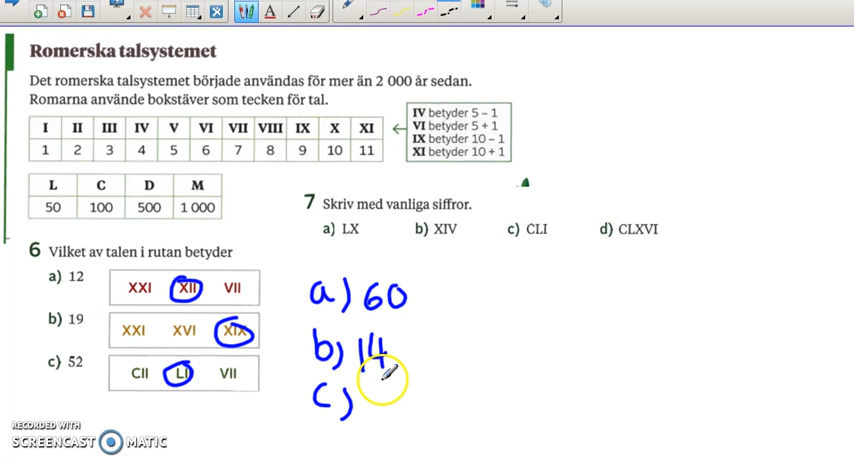 Romerska talsystemet
Det romerska talsystemet började användas för mer än 2 000 år sedan.
Romarna använde bokstäver som tecken för tal.
I II III IV V VI VII VIII IX X XI
1 2 3 4 5 6 7 8 9 10 11
IV betyder 5 – 1
VI betyder 5 + 1
IX betyder 10 – 1
XI betyder 10 + 1
L C D M
50 100 500 1 000
6 Vilket av talen i rutan betyder
a) 12 XXI XII VII
b) 19 XXI XVI XIX
c) 52 CII LII VII
7 Skriv med vanliga siffror.
a) LX b) XIV c) CLI d) CLXVI
a) 60
b) 14
c)
RECORDED WITH
SCREENCAST MATIC